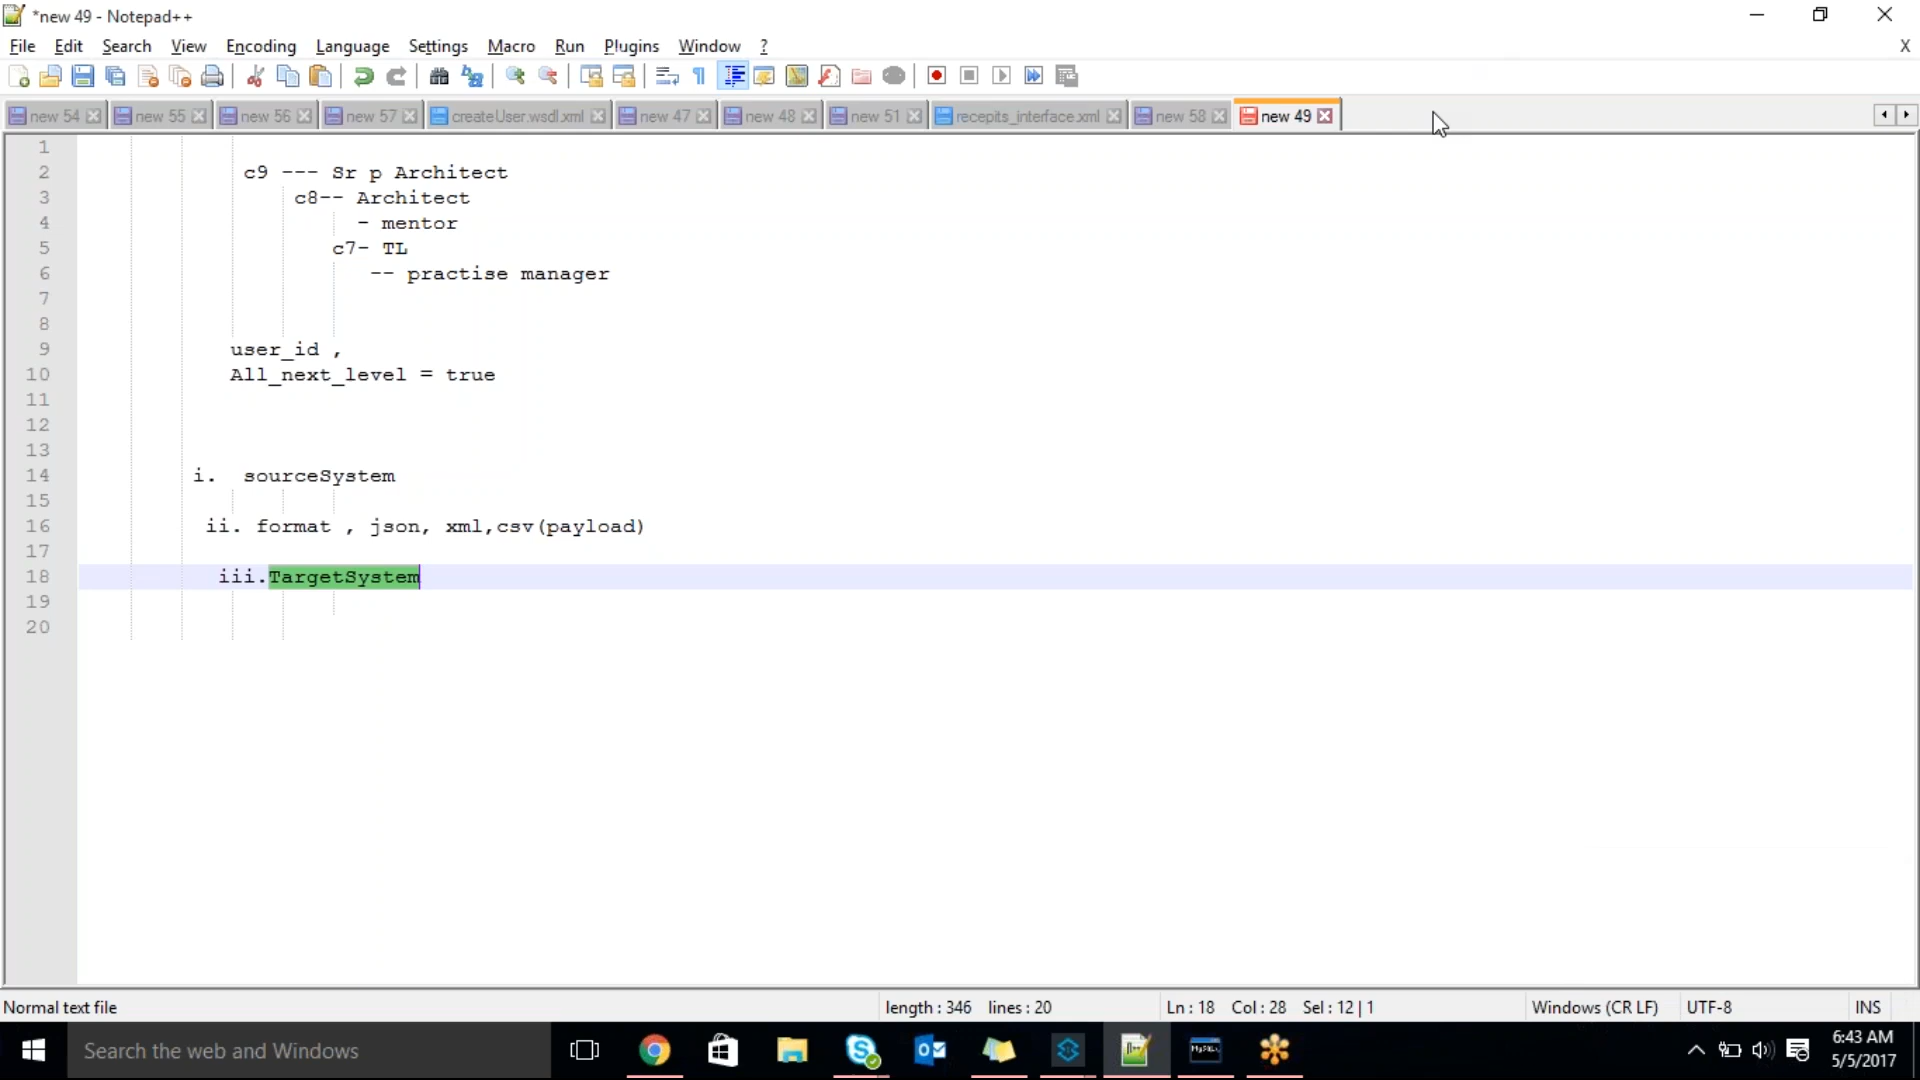 *new 49 - Notepad++
File Edit Search View Encoding Language Settings Macro Run Plugins Window ? X
new 54 new 55 new 56 new 57 createUser.wsdl.xml new 47 new 48 new 51 recepits_interface.xml new 58 new 49
1
2 c9 --- Sr p Architect
3 c8-- Architect
4 - mentor
5 c7- TL
6 -- practise manager
7
8
9 user_id ,
10 All_next_level = true
11
12
13
14 i. sourceSystem
15
16 ii. format , json, xml,csv(payload)
17
18 iii.TargetSystem
19
20
Normal text file length : 346 lines : 20 Ln : 18 Col : 28 Sel : 12 | 1 Windows (CR LF) UTF-8 INS
Search the web and Windows
6:43 AM
5/5/2017